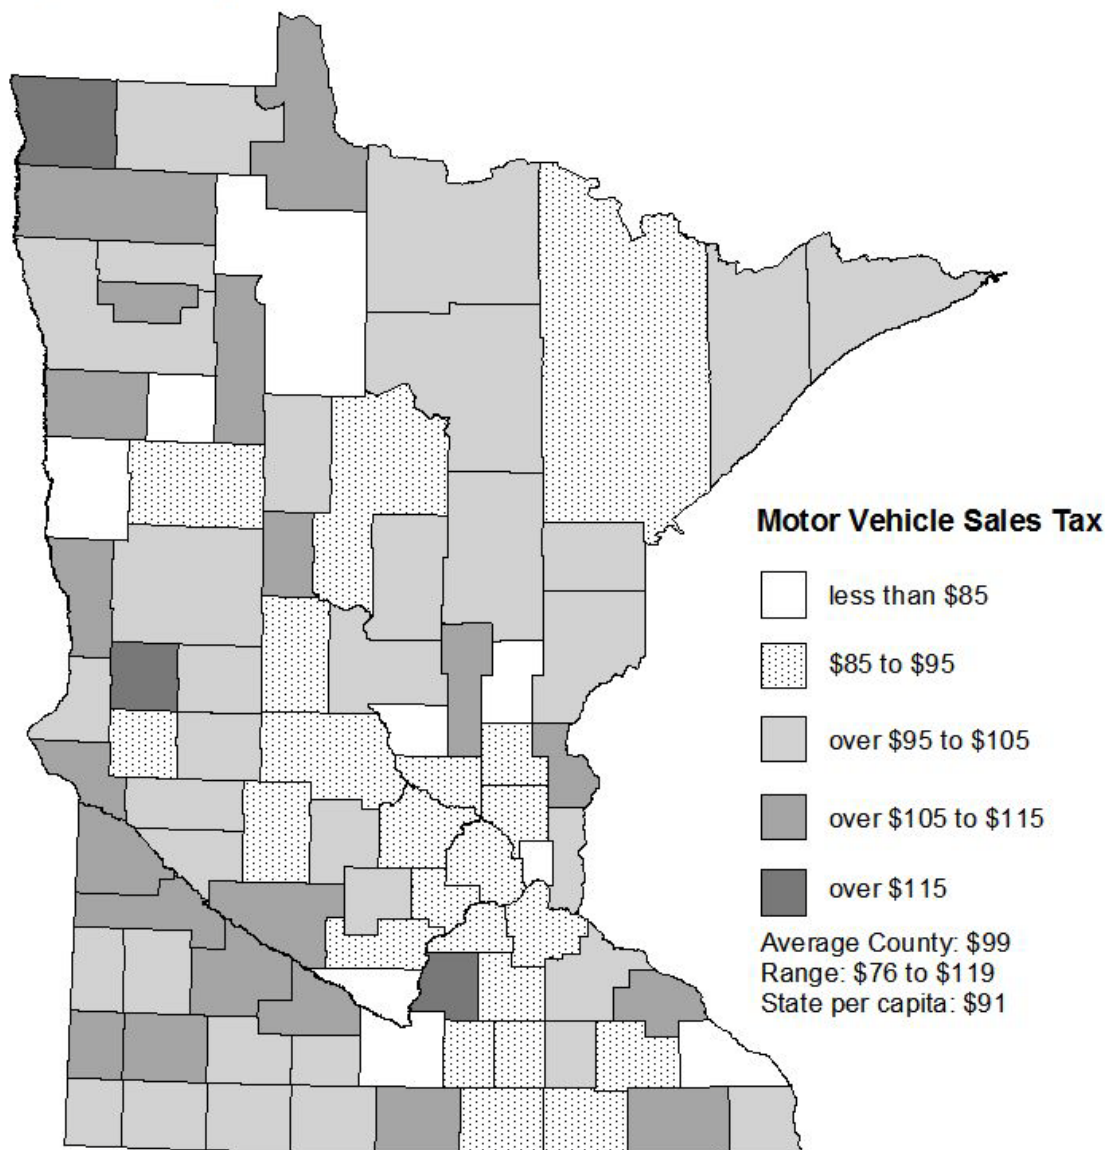 Motor Vehicle Sales Tax
less than $85
$85 to $95
over $95 to $105
over $105 to $115
over $115
Average County: $99
Range: $76 to $119
State per capita: $91